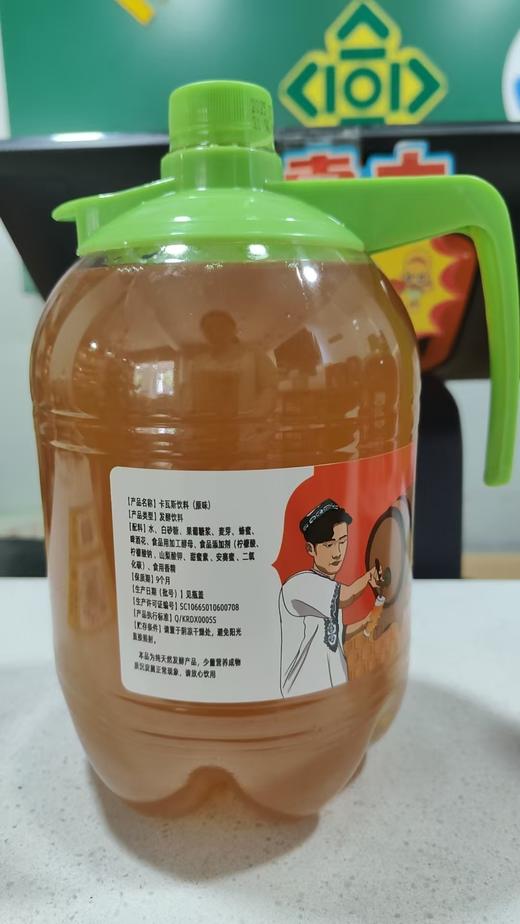 【产品名称】卡瓦斯饮料（原味）
【产品类型】发酵饮料
【配料】水、白砂糖、果葡糖浆、麦芽、蜂蜜、
啤酒花、食品用加工酵母、食品添加剂（柠檬酸、
柠檬酸钠、山梨酸钾、甜蜜素、安赛蜜、二氧
化碳）、食用香精
【保质期】9个月
【生产日期（批号）】见瓶盖
【生产许可证编号】SC10665010600708
【产品执行标准】Q/KRDX0005S
【贮存条件】请置于阴凉干燥处，避免阳光
直接照射。
本品为纯天然发酵产品，少量营养成物
质沉淀属正常现象，请放心饮用